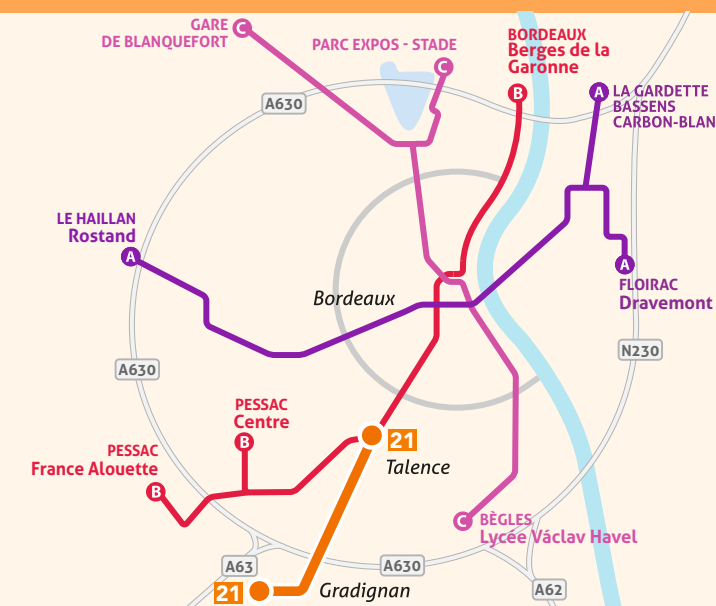 GARE
DE BLANQUEFORT
C
PARC EXPOS - STADE
C
BORDEAUX
Berges de la
Garonne
B
A
LA GARDETTE
BASSENS
CARBON-BLAN
A630
LE HAILLAN
Rostand
A
A
FLOIRAC
Dravemont
Bordeaux
N230
A630
PESSAC
Centre
B
PESSAC
France Alouette
B
21
Talence
C
BÈGLES
Lycée Václav Havel
A63
A630
A62
21
Gradignan